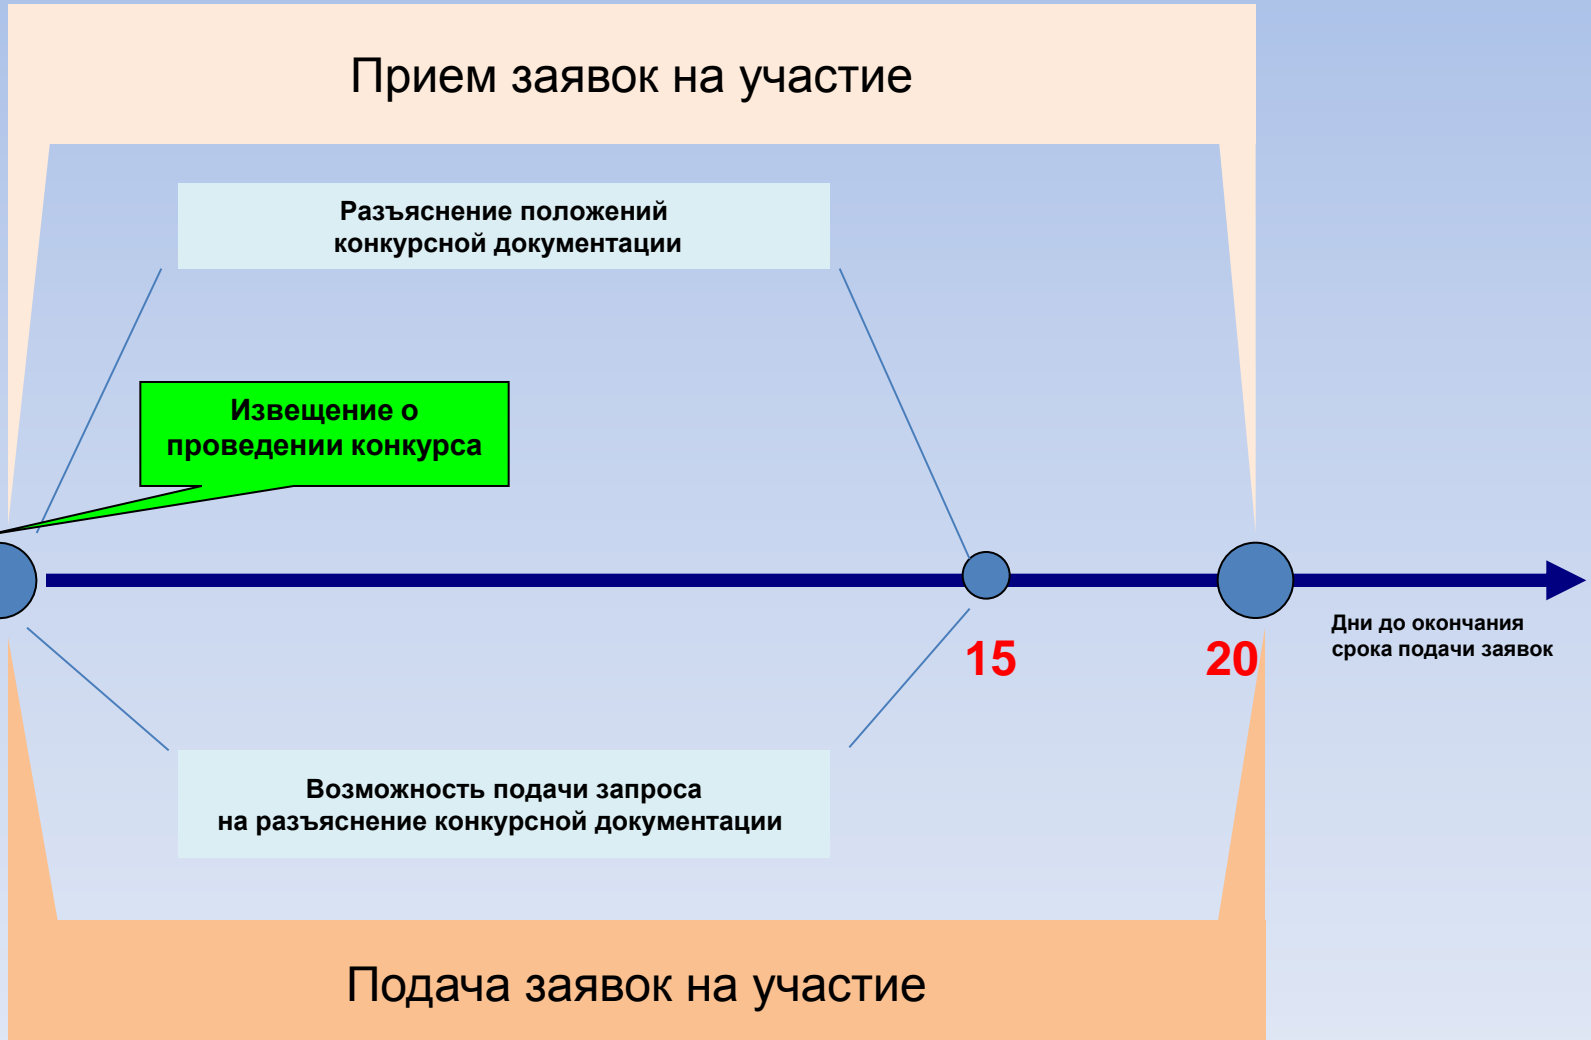 Прием заявок на участие
Разъяснение положений
конкурсной документации
Извещение о
проведении конкурса
15
20
Дни до окончания
срока подачи заявок
Возможность подачи запроса
на разъяснение конкурсной документации
Подача заявок на участие